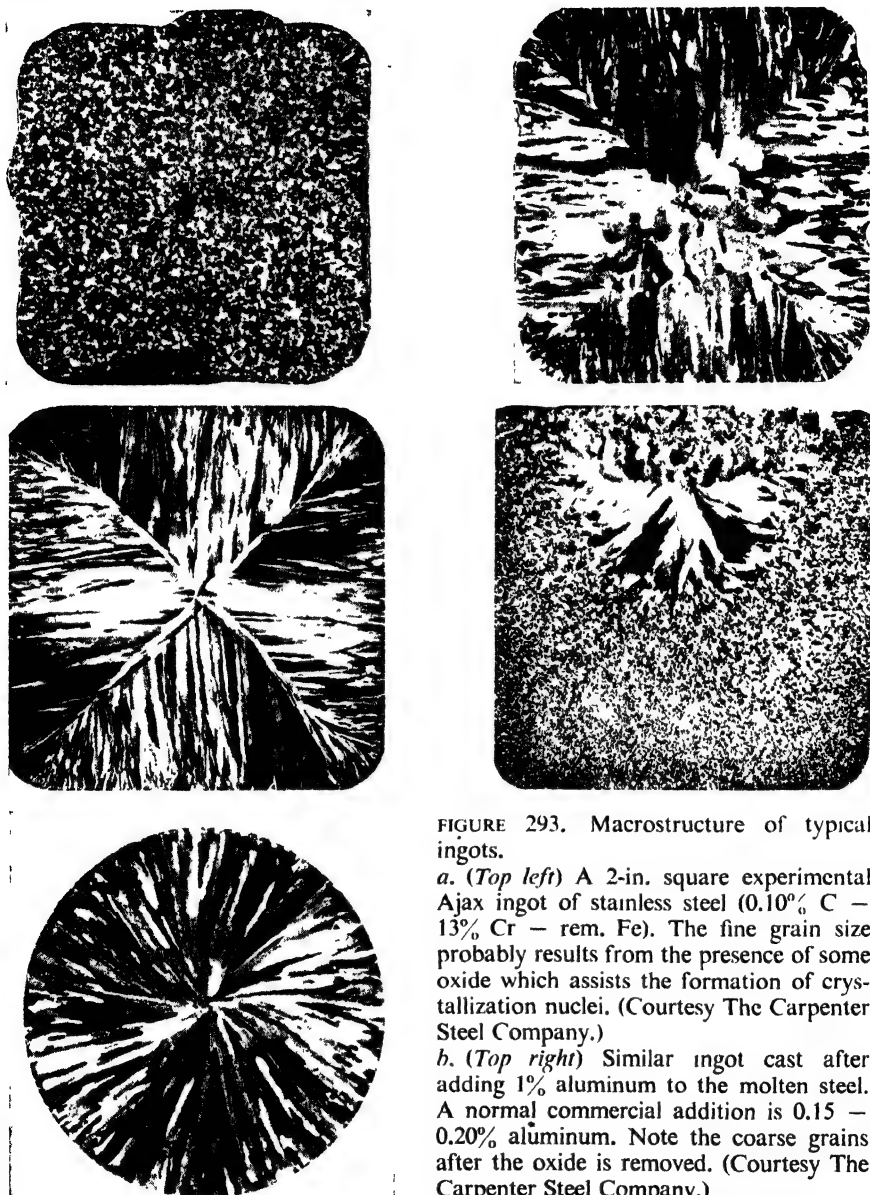 FIGURE 293. Macrostructure of typical
ingots.
a. (Top left) A 2-in. square experimental
Ajax ingot of stainless steel (0.10% C —
13% Cr — rem. Fe). The fine grain size
probably results from the presence of some
oxide which assists the formation of crys-
tallization nuclei. (Courtesy The Carpenter
Steel Company.)
b. (Top right) Similar ingot cast after
adding 1% aluminum to the molten steel.
A normal commercial addition is 0.15 —
0.20% aluminum. Note the coarse grains
after the oxide is removed. (Courtesy The
Carpenter Steel Company.)